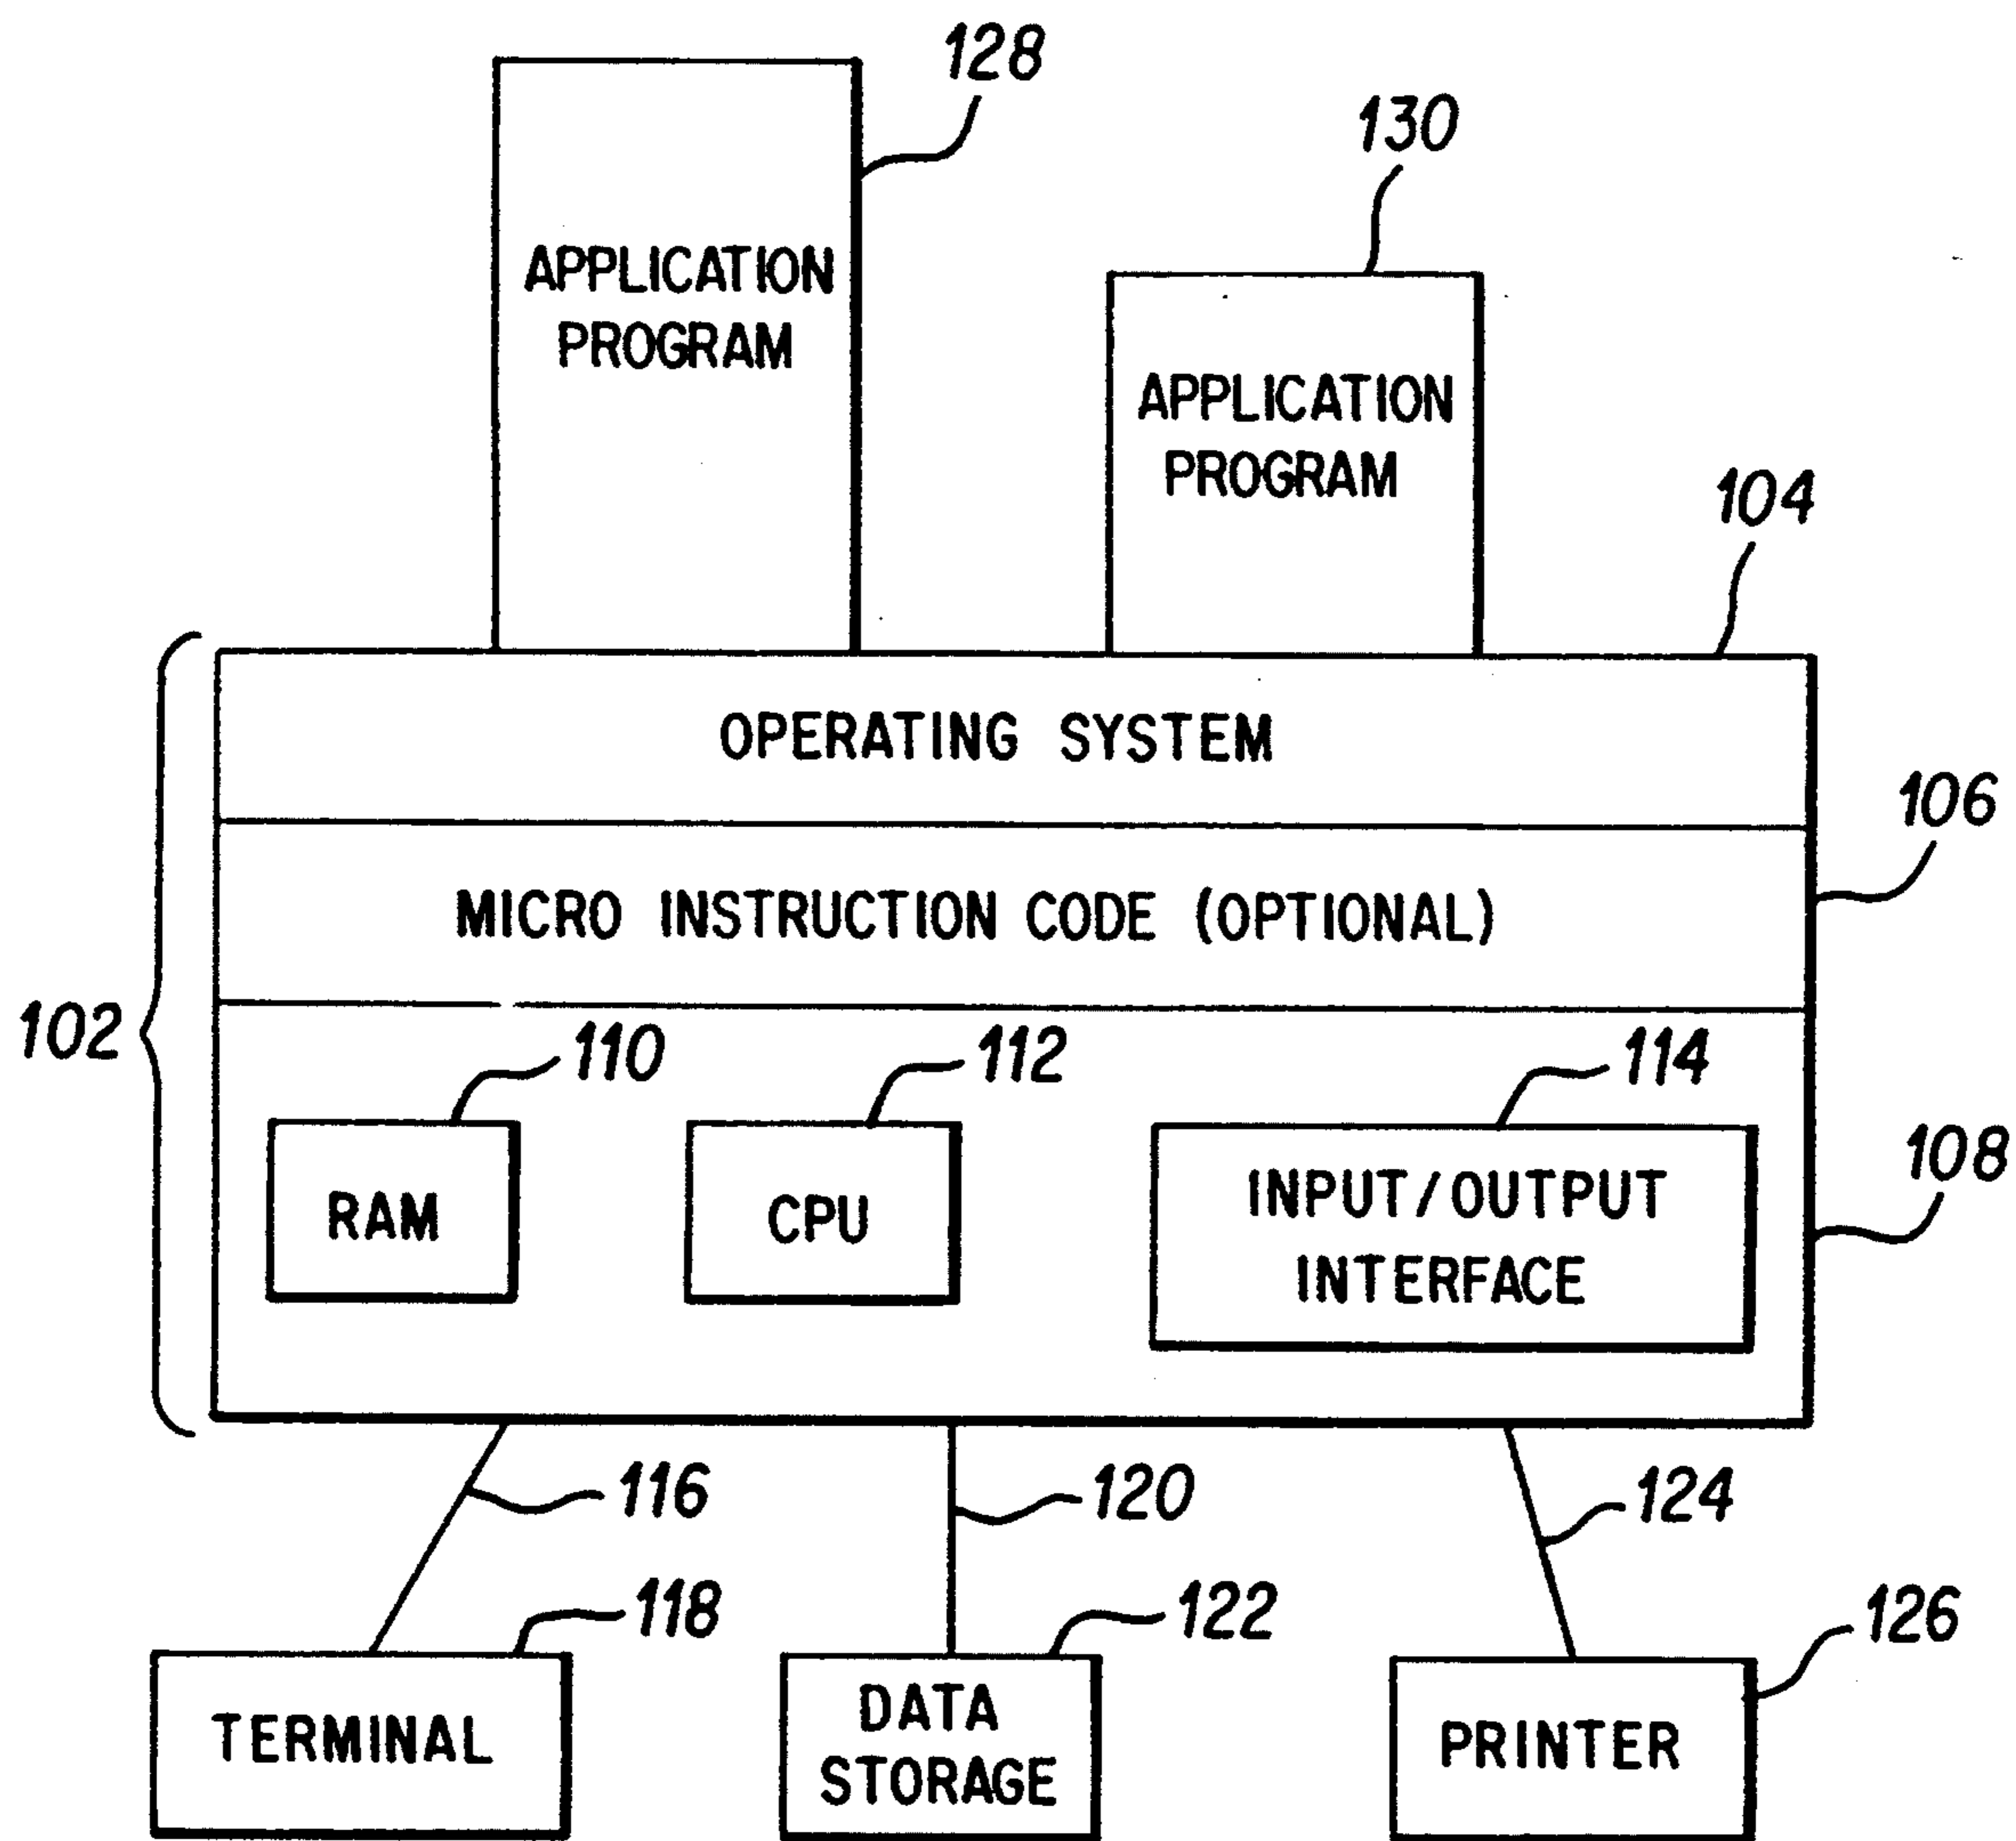 128
130
APPLICATION
PROGRAM
APPLICATION
PROGRAM
104
OPERATING SYSTEM
106
MICRO INSTRUCTION CODE (OPTIONAL)
102
110
112
114
108
RAM
CPU
INPUT/OUTPUT
INTERFACE
116
120
124
118
122
126
TERMINAL
DATA
STORAGE
PRINTER